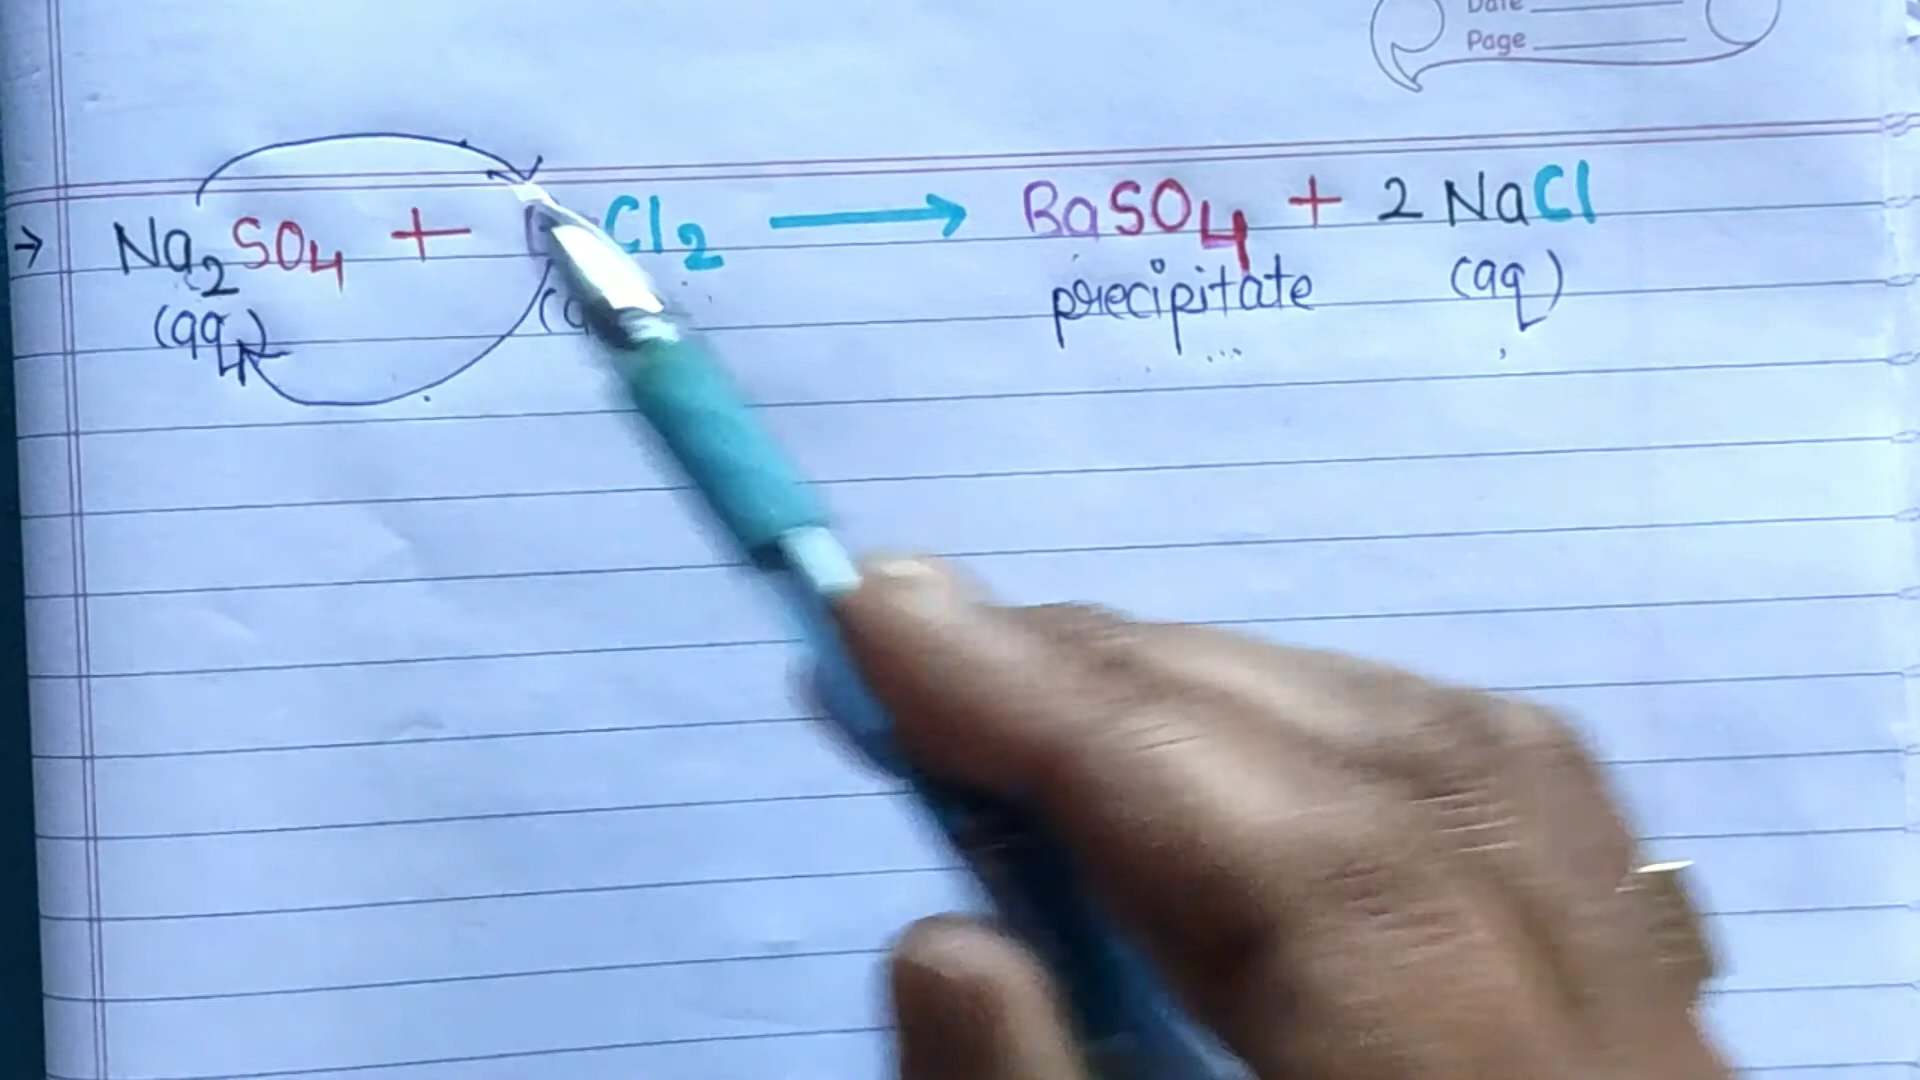 Date
Page
→ Na₂SO₄ + Cl₂ → BaSO₄ + 2 NaCl
(aq) precipitate (aq)